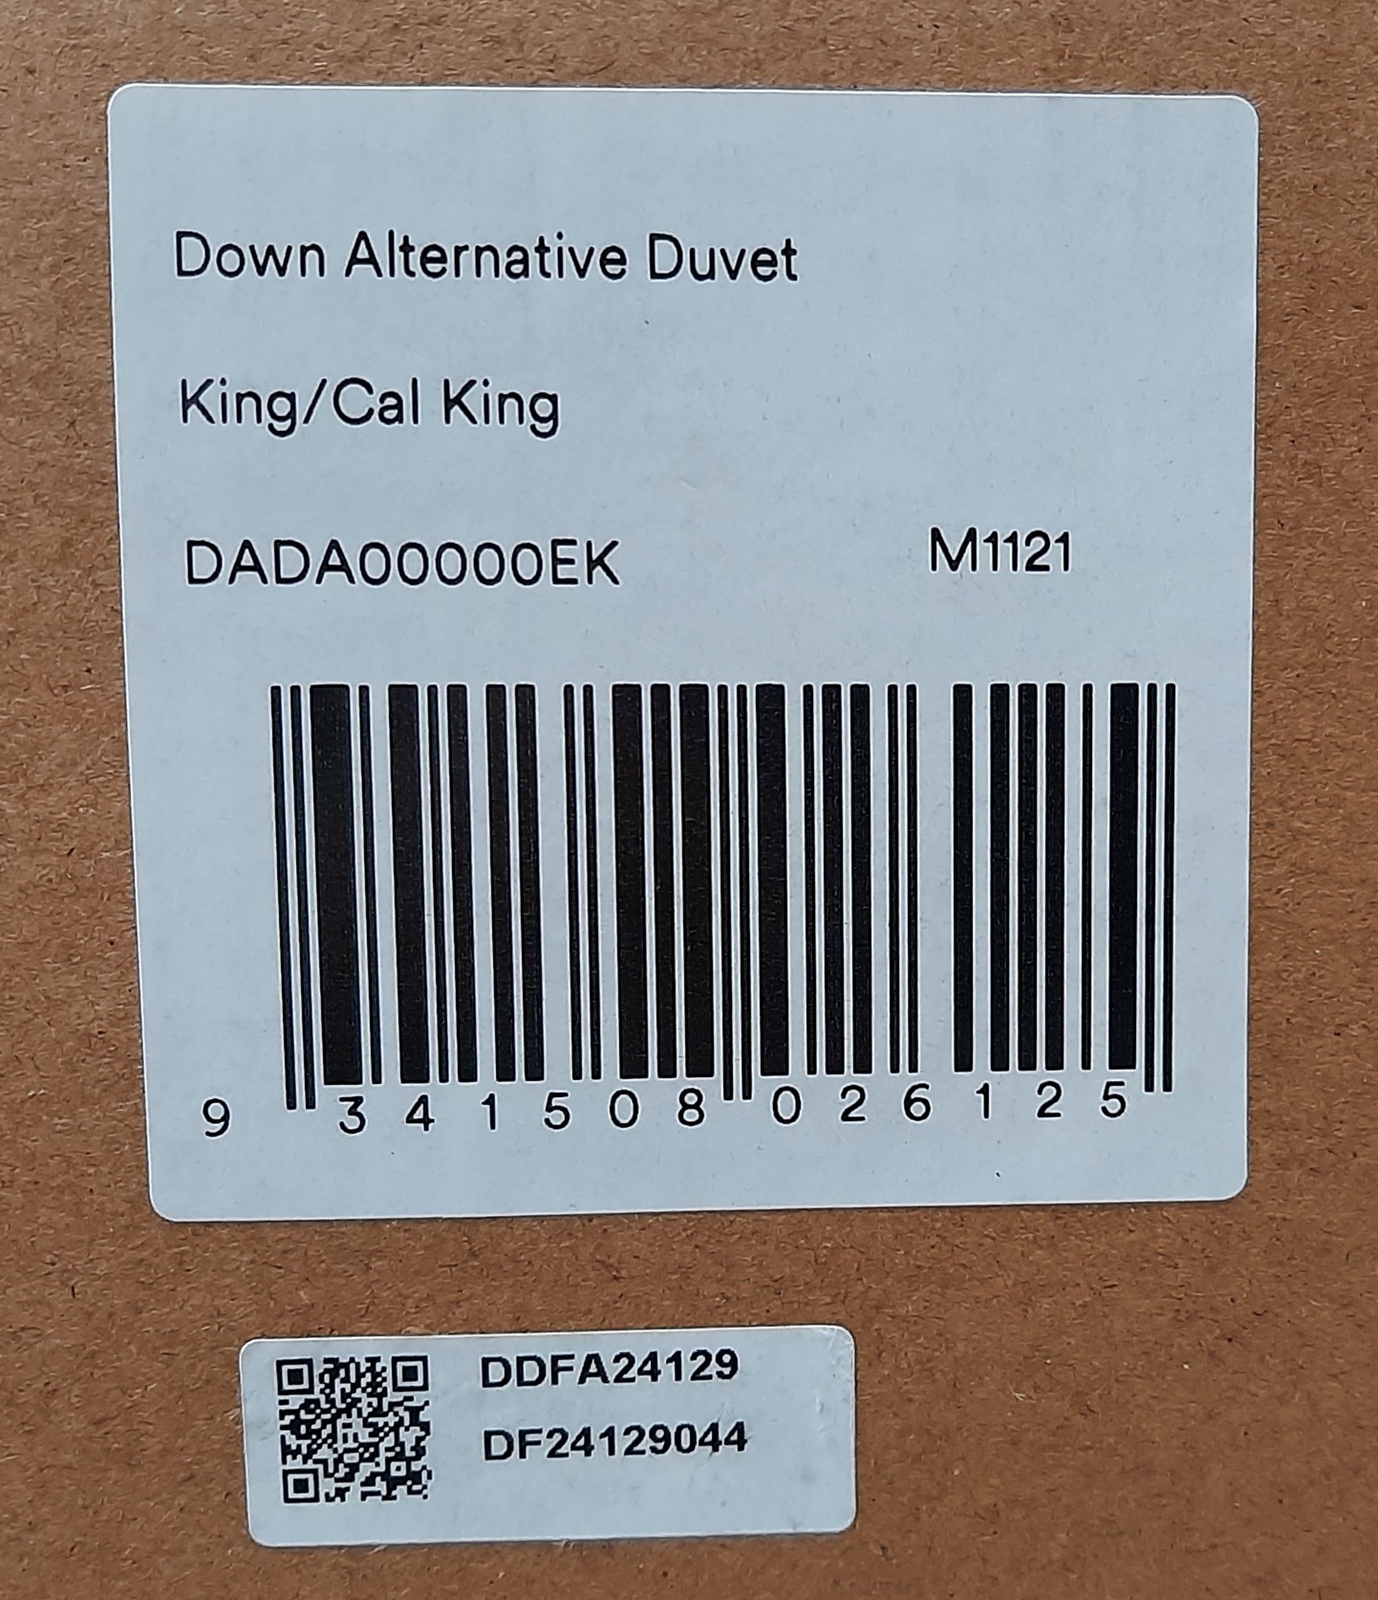 Down Alternative Duvet
King/Cal King
DADA00000EK M1121
9 341508 026125
DDFA24129
DF24129044